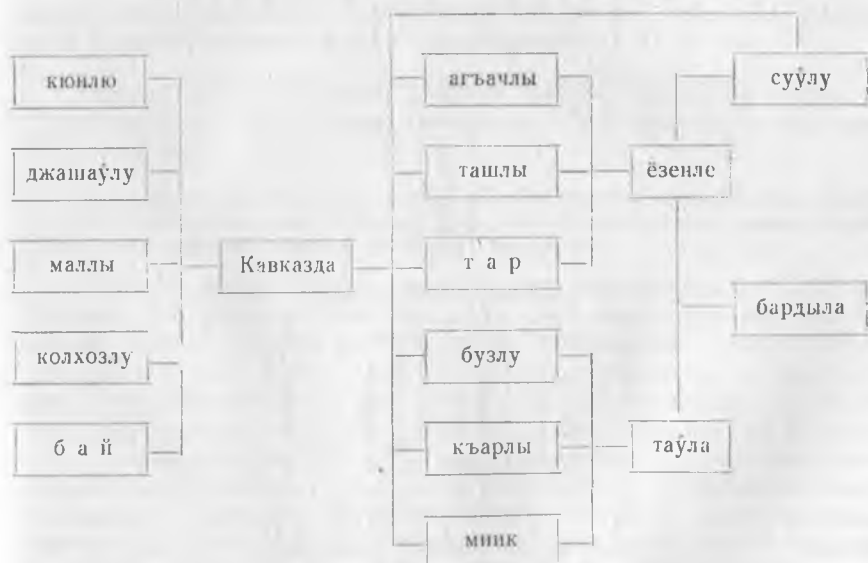 кюнлю
джашаўлу
маллы
колхозлу
б а й
Кавказда
агъачлы
ташлы
т а р
бузлу
къарлы
миик
суўлу
ёзенле
бардыла
таўла